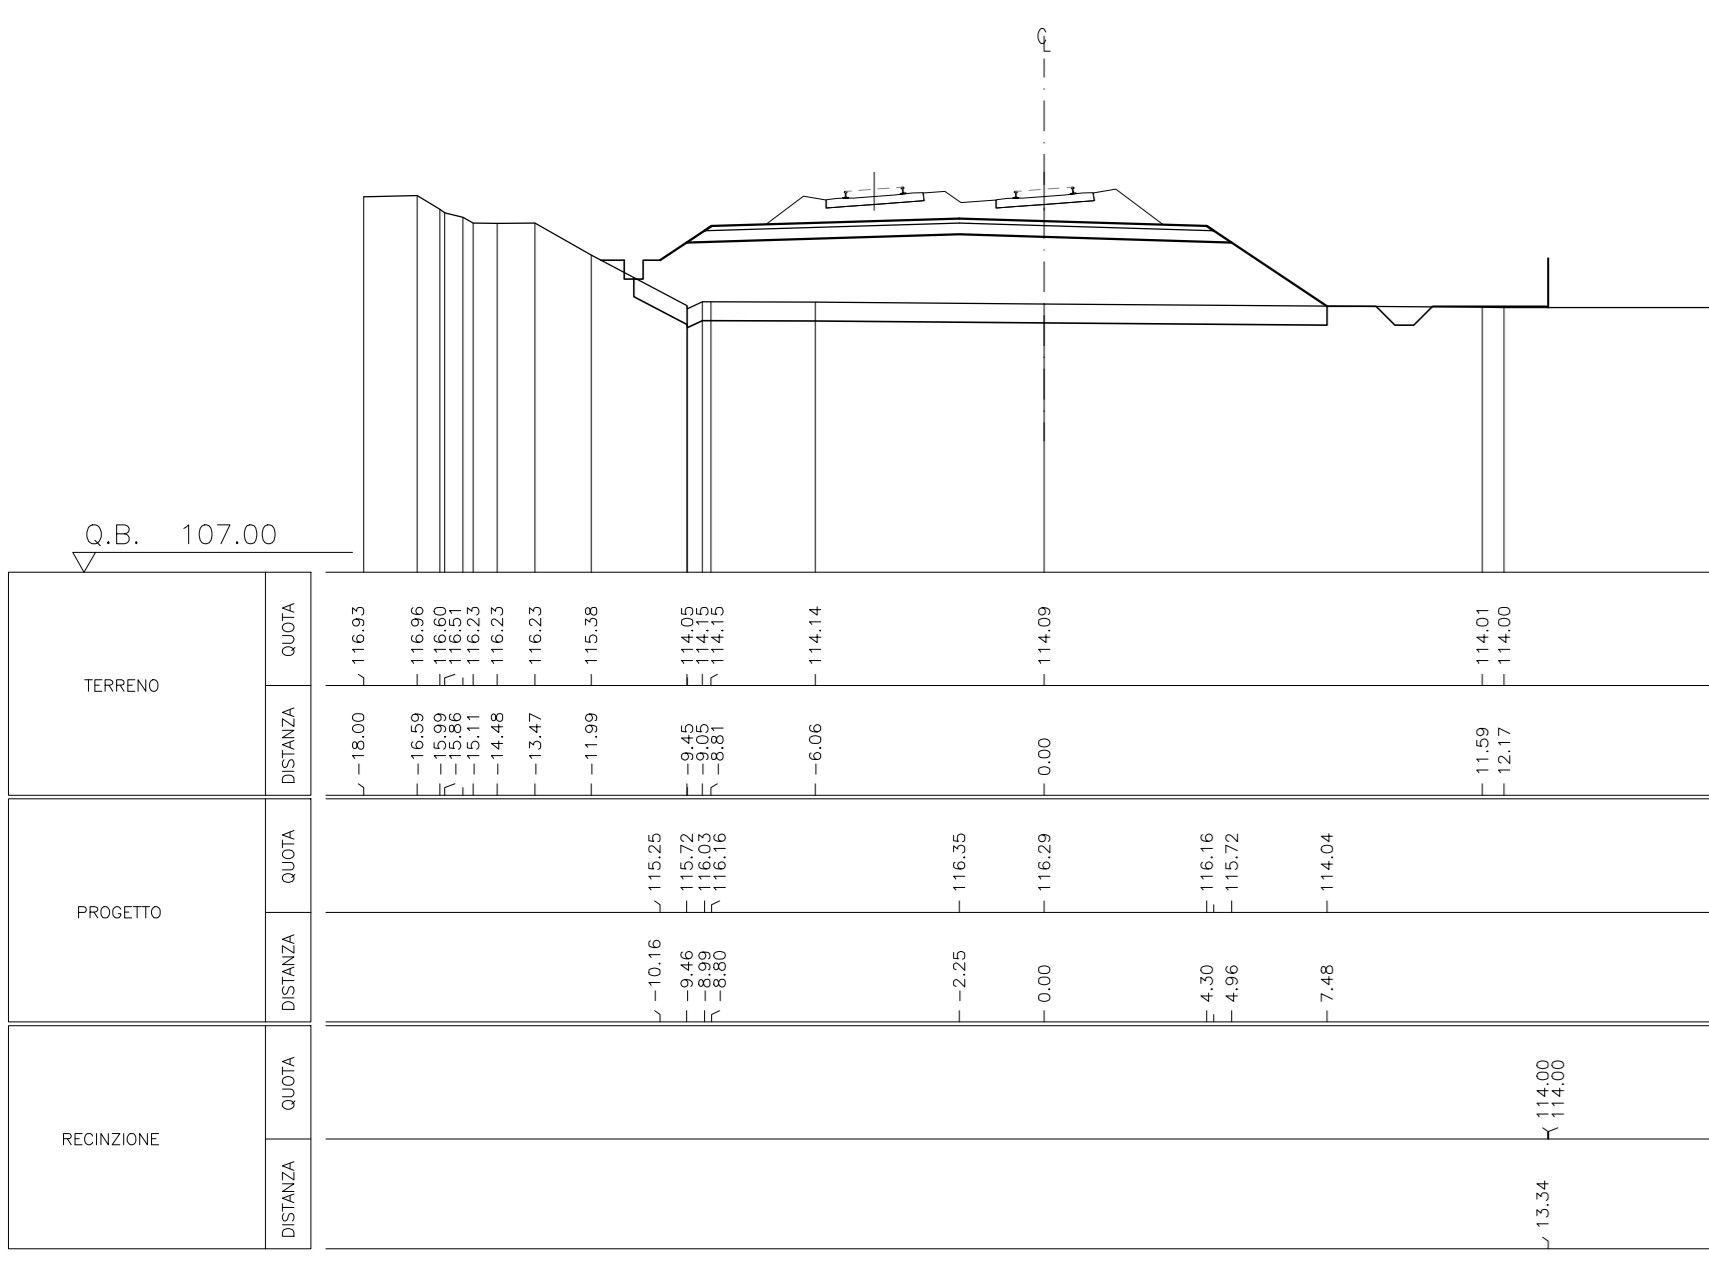 ℄
Q.B. 107.00
TERRENO
QUOTA
116.93 116.96 116.60 116.51 116.23 116.23 116.23 115.38 114.05 114.15 114.15 114.14 114.09 114.01 114.00
DISTANZA
-18.00 -16.59 -15.99 -15.86 -15.11 -14.48 -13.47 -11.99 -9.45 -9.05 -8.81 -6.06 0.00 11.59 12.17
PROGETTO
QUOTA
115.25 115.72 116.03 116.16 116.35 116.29 116.16 115.72 114.04
DISTANZA
-10.16 -9.46 -8.99 -8.80 -2.25 0.00 4.30 4.96 7.48
RECINZIONE
QUOTA
114.00 114.00
DISTANZA
13.34